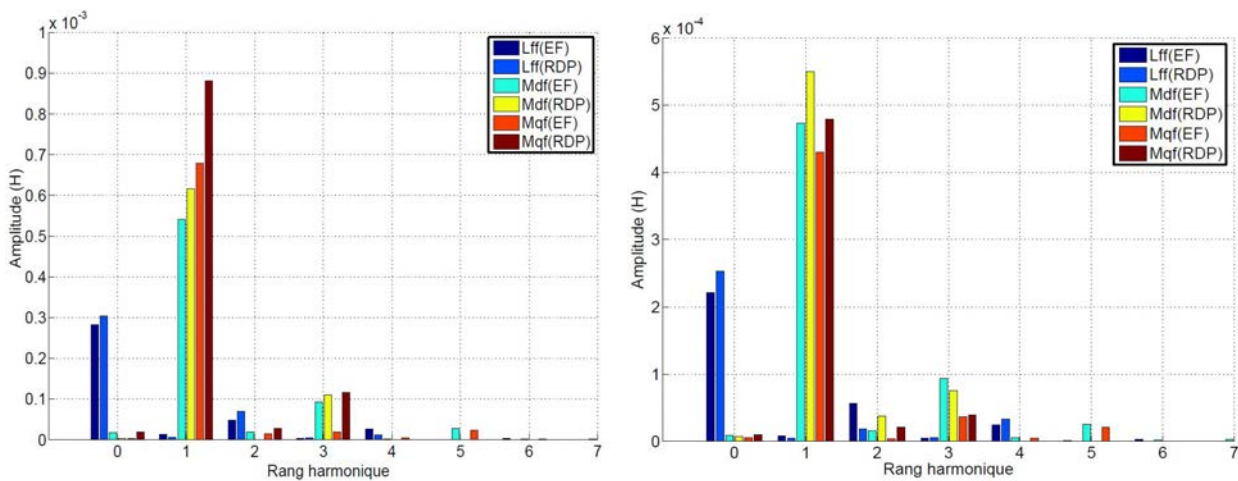 x 10⁻³
1
0.9
0.8
0.7
0.6
0.5
0.4
0.3
0.2
0.1
0
Amplitude (H)
0 1 2 3 4 5 6 7
Rang harmonique
Lff(EF)
Lff(RDP)
Mdf(EF)
Mdf(RDP)
Mqf(EF)
Mqf(RDP)
x 10⁻⁴
6
5
4
3
2
1
0
Amplitude (H)
0 1 2 3 4 5 6 7
Rang harmonique
Lff(EF)
Lff(RDP)
Mdf(EF)
Mdf(RDP)
Mqf(EF)
Mqf(RDP)